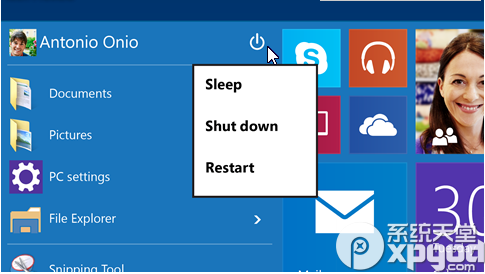 Antonio Onio
Documents
Pictures
PC settings
File Explorer
Snipping Tool
Sleep
Shut down
Restart
S
30
系统天堂
xpgod